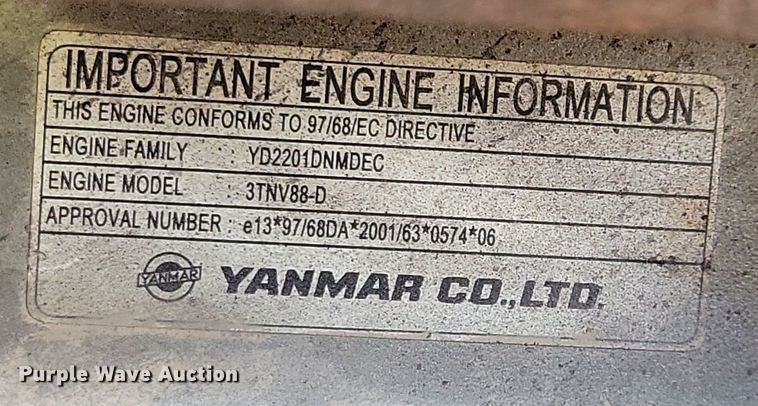 IMPORTANT ENGINE INFORMATION
THIS ENGINE CONFORMS TO 97/68/EC DIRECTIVE
ENGINE FAMILY : YD2201DNMDEC
ENGINE MODEL : 3TNV88-D
APPROVAL NUMBER : e13*97/68DA*2001/63*0574*06
YANMAR YANMAR CO.,LTD.
Purple Wave Auction